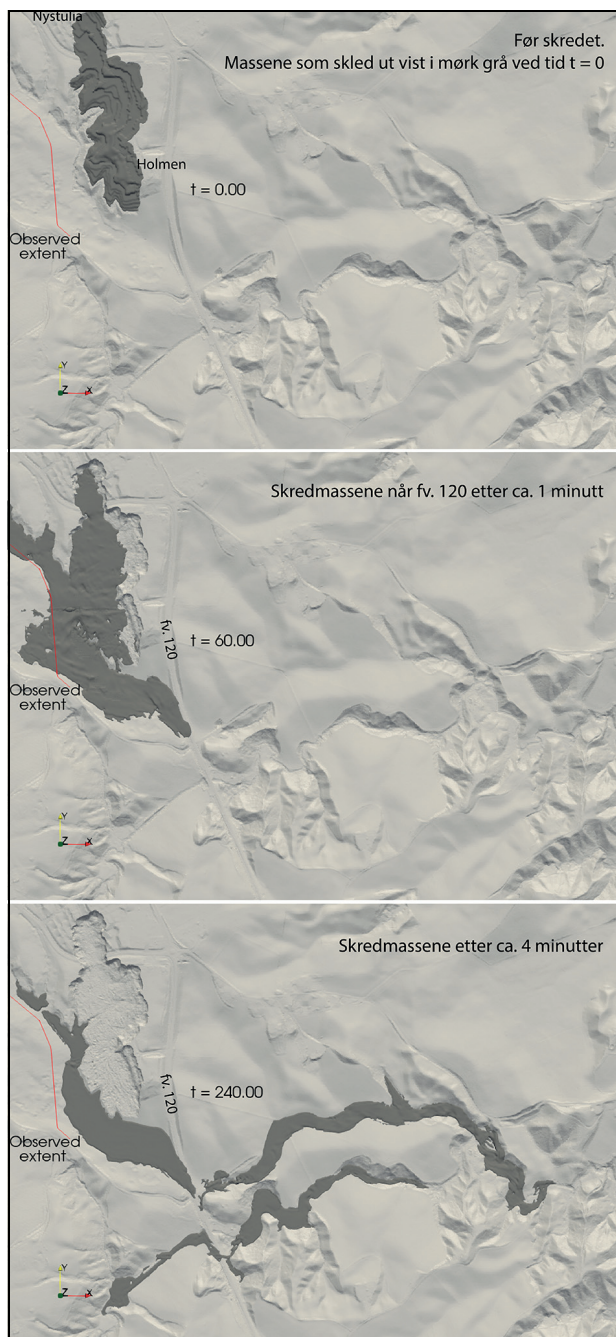 Nystulia
Før skredet.
Massene som skled ut vist i mørk grå ved tid t = 0
Holmen
t = 0.00
Observed
extent
Y
Z
X
Skredmassene når fv. 120 etter ca. 1 minutt
fv. 120
t = 60.00
Observed
extent
Y
Z
X
Skredmassene etter ca. 4 minutter
fv. 120
t = 240.00
Observed
extent
Y
Z
X